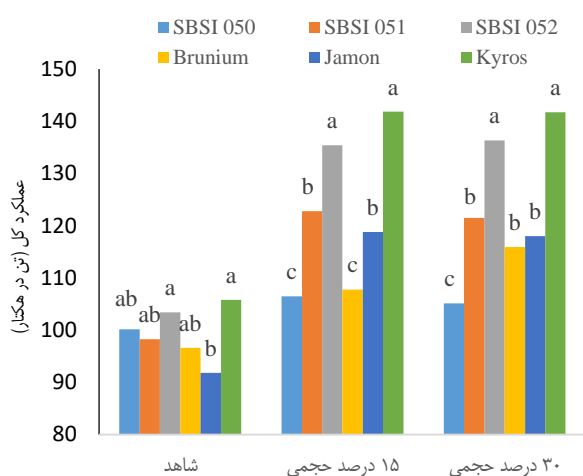 SBSI 050 SBSI 051 SBSI 052
Brunium Jamon Kyros
عملکرد کل (تن در هکتار)
150
140
130
120
110
100
90
80
ab ab a ab b a
c b a c b a
c b a b b a
شاهد
۱۵ درصد حجمی
۳۰ درصد حجمی